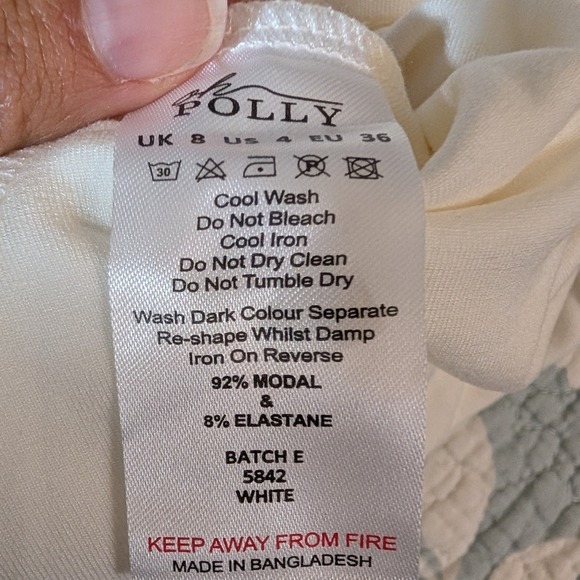 oh
POLLY
UK 8 US 4 EU 36
30 P
Cool Wash
Do Not Bleach
Cool Iron
Do Not Dry Clean
Do Not Tumble Dry
Wash Dark Colour Separate
Re-shape Whilst Damp
Iron On Reverse
92% MODAL
&
8% ELASTANE
BATCH E
5842
WHITE
KEEP AWAY FROM FIRE
MADE IN BANGLADESH